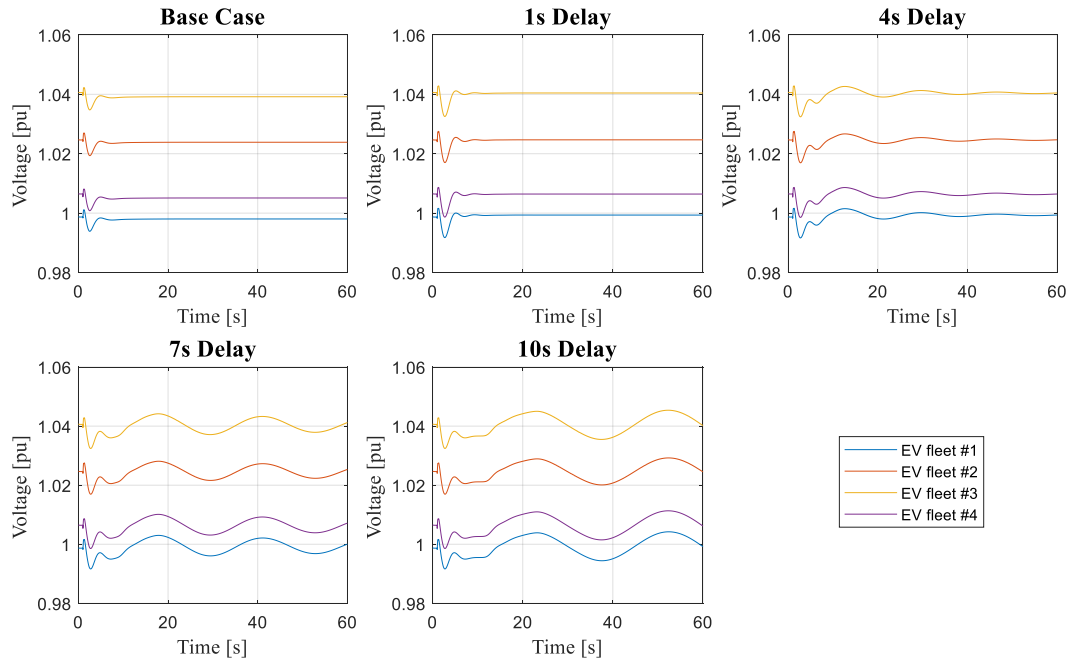 Base Case
1s Delay
4s Delay
1.06
1.04
1.02
1
0.98
Voltage [pu]
0
20
40
60
Time [s]
1.06
1.04
1.02
1
0.98
Voltage [pu]
0
20
40
60
Time [s]
1.06
1.04
1.02
1
0.98
Voltage [pu]
0
20
40
60
Time [s]
7s Delay
10s Delay
1.06
1.04
1.02
1
0.98
Voltage [pu]
0
20
40
60
Time [s]
1.06
1.04
1.02
1
0.98
Voltage [pu]
0
20
40
60
Time [s]
EV fleet #1
EV fleet #2
EV fleet #3
EV fleet #4